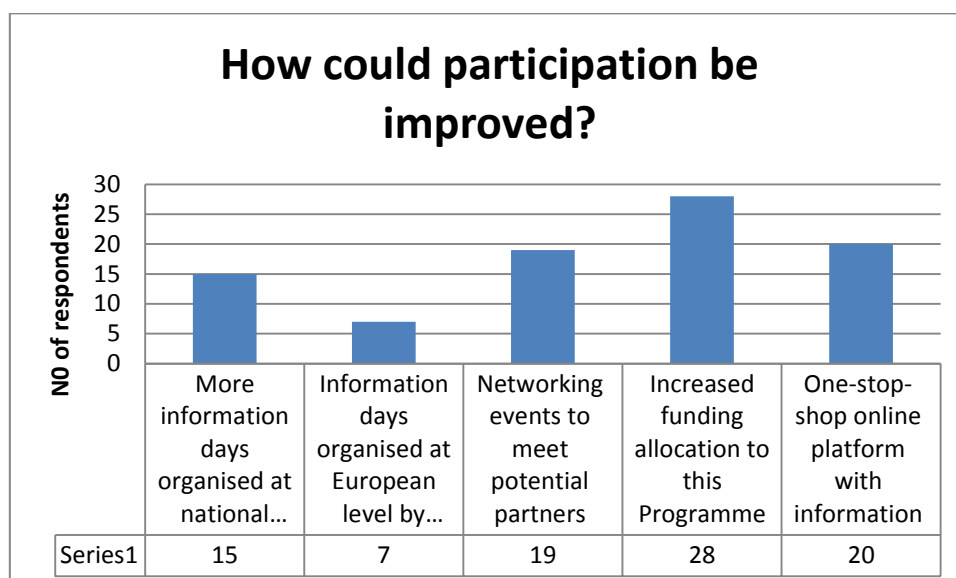 How could participation be
improved?
N0 of respondents
30
25
20
15
10
5
0
More
information
days
organised at
national...
Information
days
organised at
European
level by...
Networking
events to
meet
potential
partners
Increased
funding
allocation to
this
Programme
One-stop-
shop online
platform
with
information
Series1 15 7 19 28 20